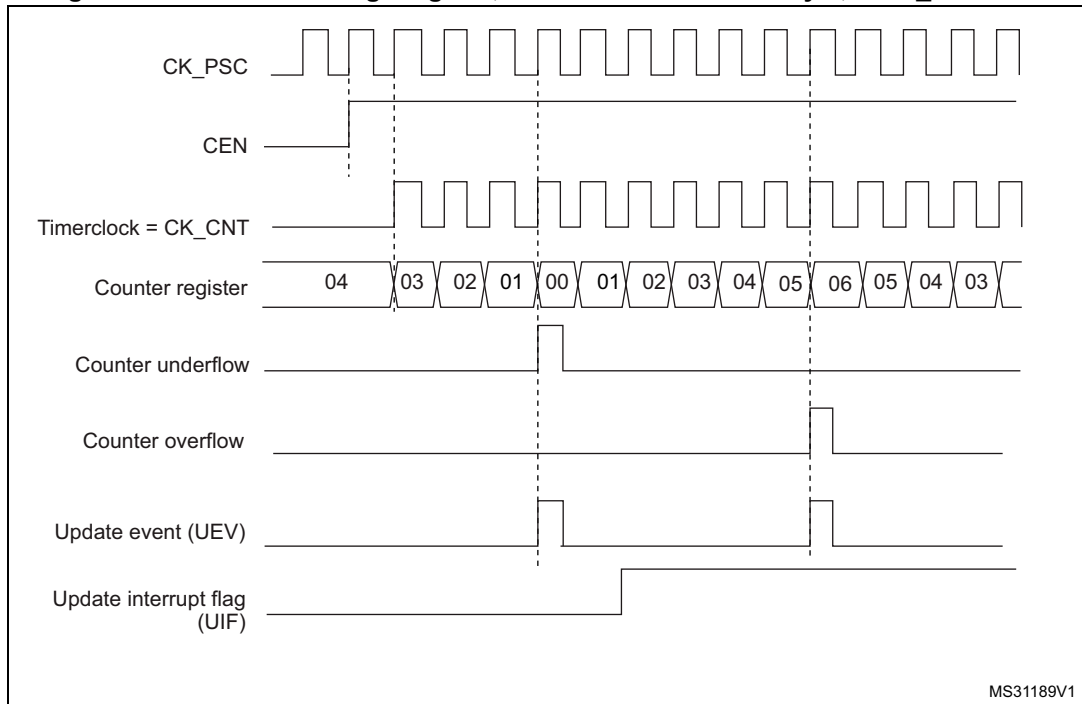 CK_PSC
CEN
Timerclock = CK_CNT
Counter register 04 03 02 01 00 01 02 03 04 05 06 05 04 03
Counter underflow
Counter overflow
Update event (UEV)
Update interrupt flag
(UIF)
MS31189V1